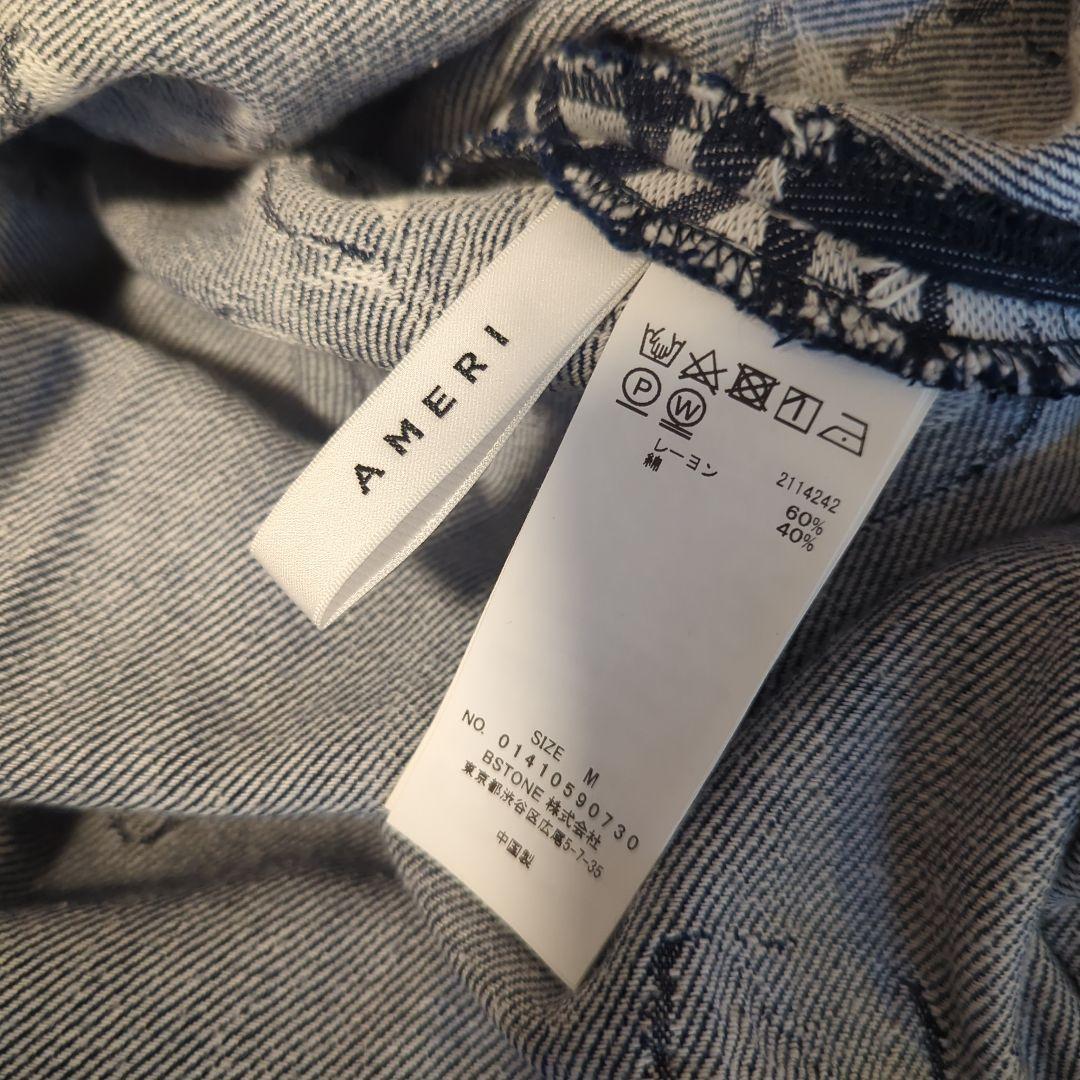 AMERI
P
W
2114242
レーヨン 60%
綿 40%
SIZE M
NO. 01410590730
BSTONE 株式会社
東京都渋谷区広尾5-7-35
中国製